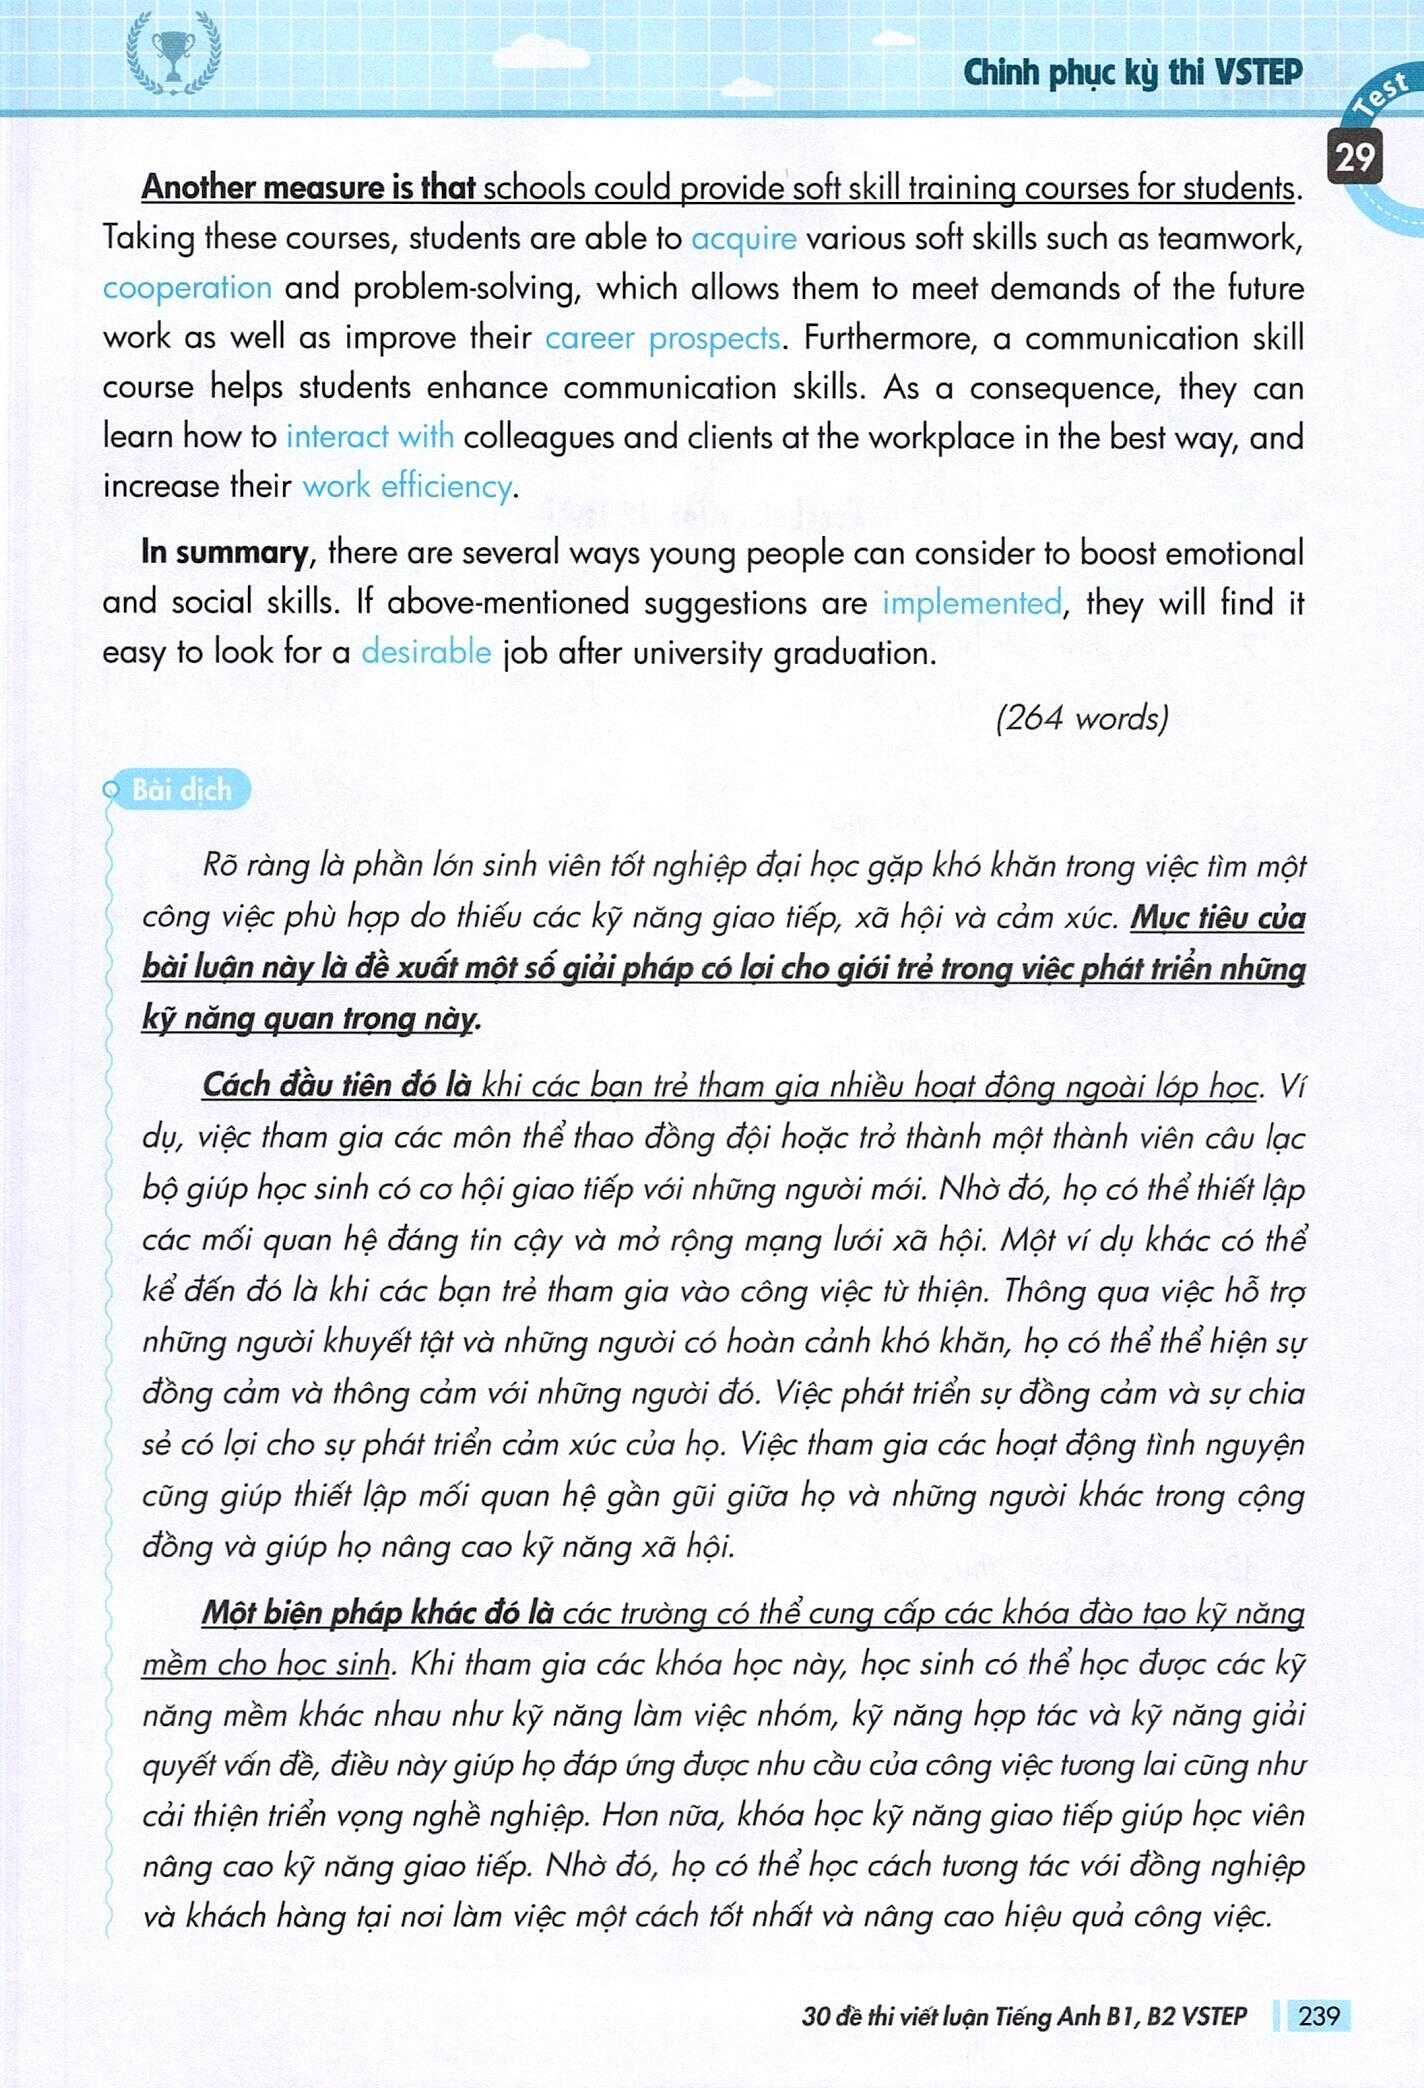 Chinh phục kỳ thi VSTEP
Test
29
Another measure is that schools could provide soft skill training courses for students.
Taking these courses, students are able to acquire various soft skills such as teamwork,
cooperation and problem-solving, which allows them to meet demands of the future
work as well as improve their career prospects. Furthermore, a communication skill
course helps students enhance communication skills. As a consequence, they can
learn how to interact with colleagues and clients at the workplace in the best way, and
increase their work efficiency.
In summary, there are several ways young people can consider to boost emotional
and social skills. If above-mentioned suggestions are implemented, they will find it
easy to look for a desirable job after university graduation.
(264 words)
Bài dịch
Rõ ràng là phần lớn sinh viên tốt nghiệp đại học gặp khó khăn trong việc tìm một
công việc phù hợp do thiếu các kỹ năng giao tiếp, xã hội và cảm xúc. Mục tiêu của
bài luận này là đề xuất một số giải pháp có lợi cho giới trẻ trong việc phát triển những
kỹ năng quan trọng này.
Cách đầu tiên đó là khi các bạn trẻ tham gia nhiều hoạt động ngoài lớp học. Ví
dụ, việc tham gia các môn thể thao đồng đội hoặc trở thành một thành viên câu lạc
bộ giúp học sinh có cơ hội giao tiếp với những người mới. Nhờ đó, họ có thể thiết lập
các mối quan hệ đáng tin cậy và mở rộng mạng lưới xã hội. Một ví dụ khác có thể
kể đến đó là khi các bạn trẻ tham gia vào công việc từ thiện. Thông qua việc hỗ trợ
những người khuyết tật và những người có hoàn cảnh khó khăn, họ có thể thể hiện sự
đồng cảm và thông cảm với những người đó. Việc phát triển sự đồng cảm và sự chia
sẻ có lợi cho sự phát triển cảm xúc của họ. Việc tham gia các hoạt động tình nguyện
cũng giúp thiết lập mối quan hệ gần gũi giữa họ và những người khác trong cộng
đồng và giúp họ nâng cao kỹ năng xã hội.
Một biện pháp khác đó là các trường có thể cung cấp các khóa đào tạo kỹ năng
mềm cho học sinh. Khi tham gia các khóa học này, học sinh có thể học được các kỹ
năng mềm khác nhau như kỹ năng làm việc nhóm, kỹ năng hợp tác và kỹ năng giải
quyết vấn đề, điều này giúp họ đáp ứng được nhu cầu của công việc tương lai cũng như
cải thiện triển vọng nghề nghiệp. Hơn nữa, khóa học kỹ năng giao tiếp giúp học viên
nâng cao kỹ năng giao tiếp. Nhờ đó, họ có thể học cách tương tác với đồng nghiệp
và khách hàng tại nơi làm việc một cách tốt nhất và nâng cao hiệu quả công việc.
30 đề thi viết luận Tiếng Anh B1, B2 VSTEP
239